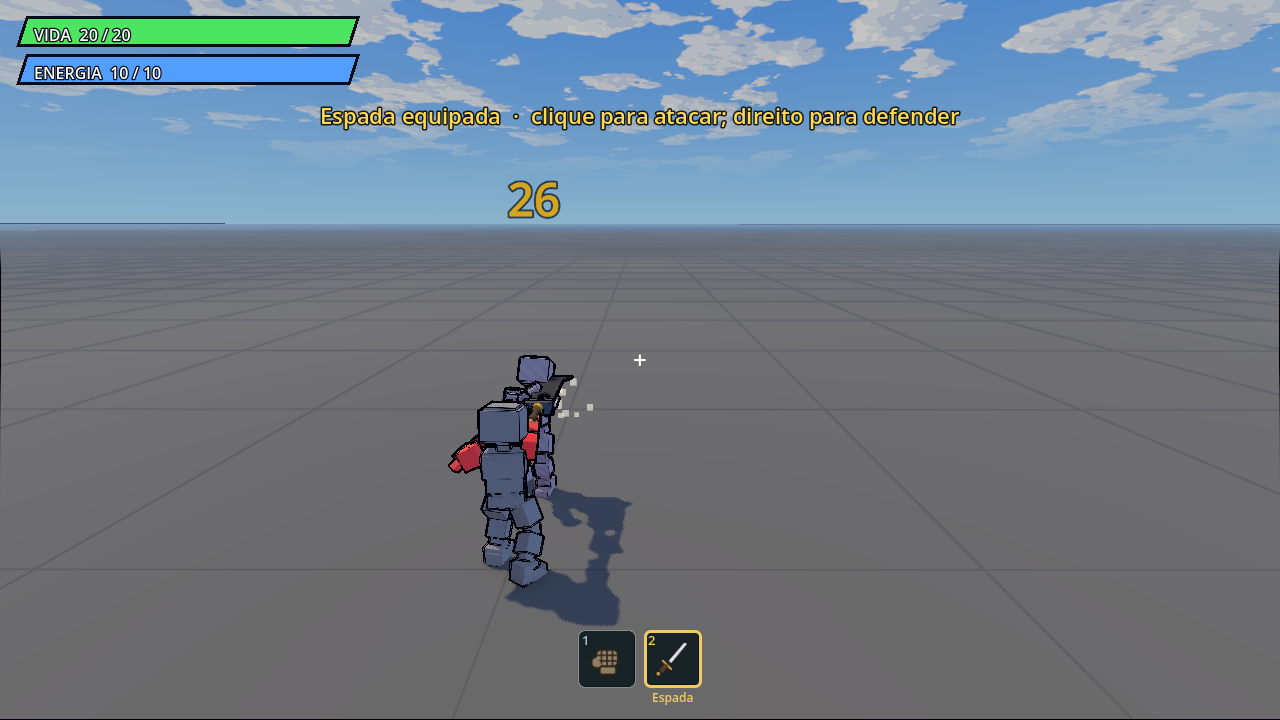 VIDA 20 / 20
ENERGIA 10 / 10
Espada equipada · clique para atacar; direito para defender
26
1
2
Espada